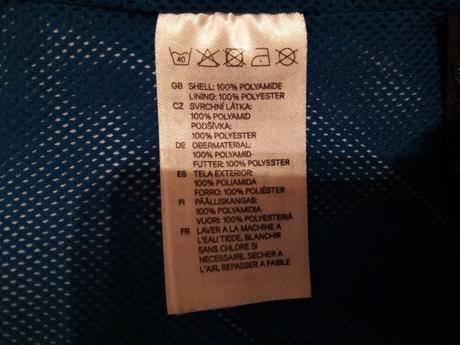 40
GB SHELL: 100% POLYAMIDE
LINING: 100% POLYESTER
CZ SVRCHNÍ LÁTKA:
100% POLYAMID
PODŠÍVKA:
100% POLYESTER
DE OBERMATERIAL:
100% POLYAMID
FUTTER: 100% POLYESTER
ES TELA EXTERIOR:
100% POLIAMIDA
FORRO: 100% POLIÉSTER
FI PÄÄLLISKANGAS:
100% POLYAMIDIA
VUORI: 100% POLYESTERIÄ
FR LAVER A LA MACHINE A
L'EAU TIEDE, BLANCHIR
SANS CHLORE SI
NECESSAIRE, SECHER A
L'AIR, REPASSER A FAIBLE